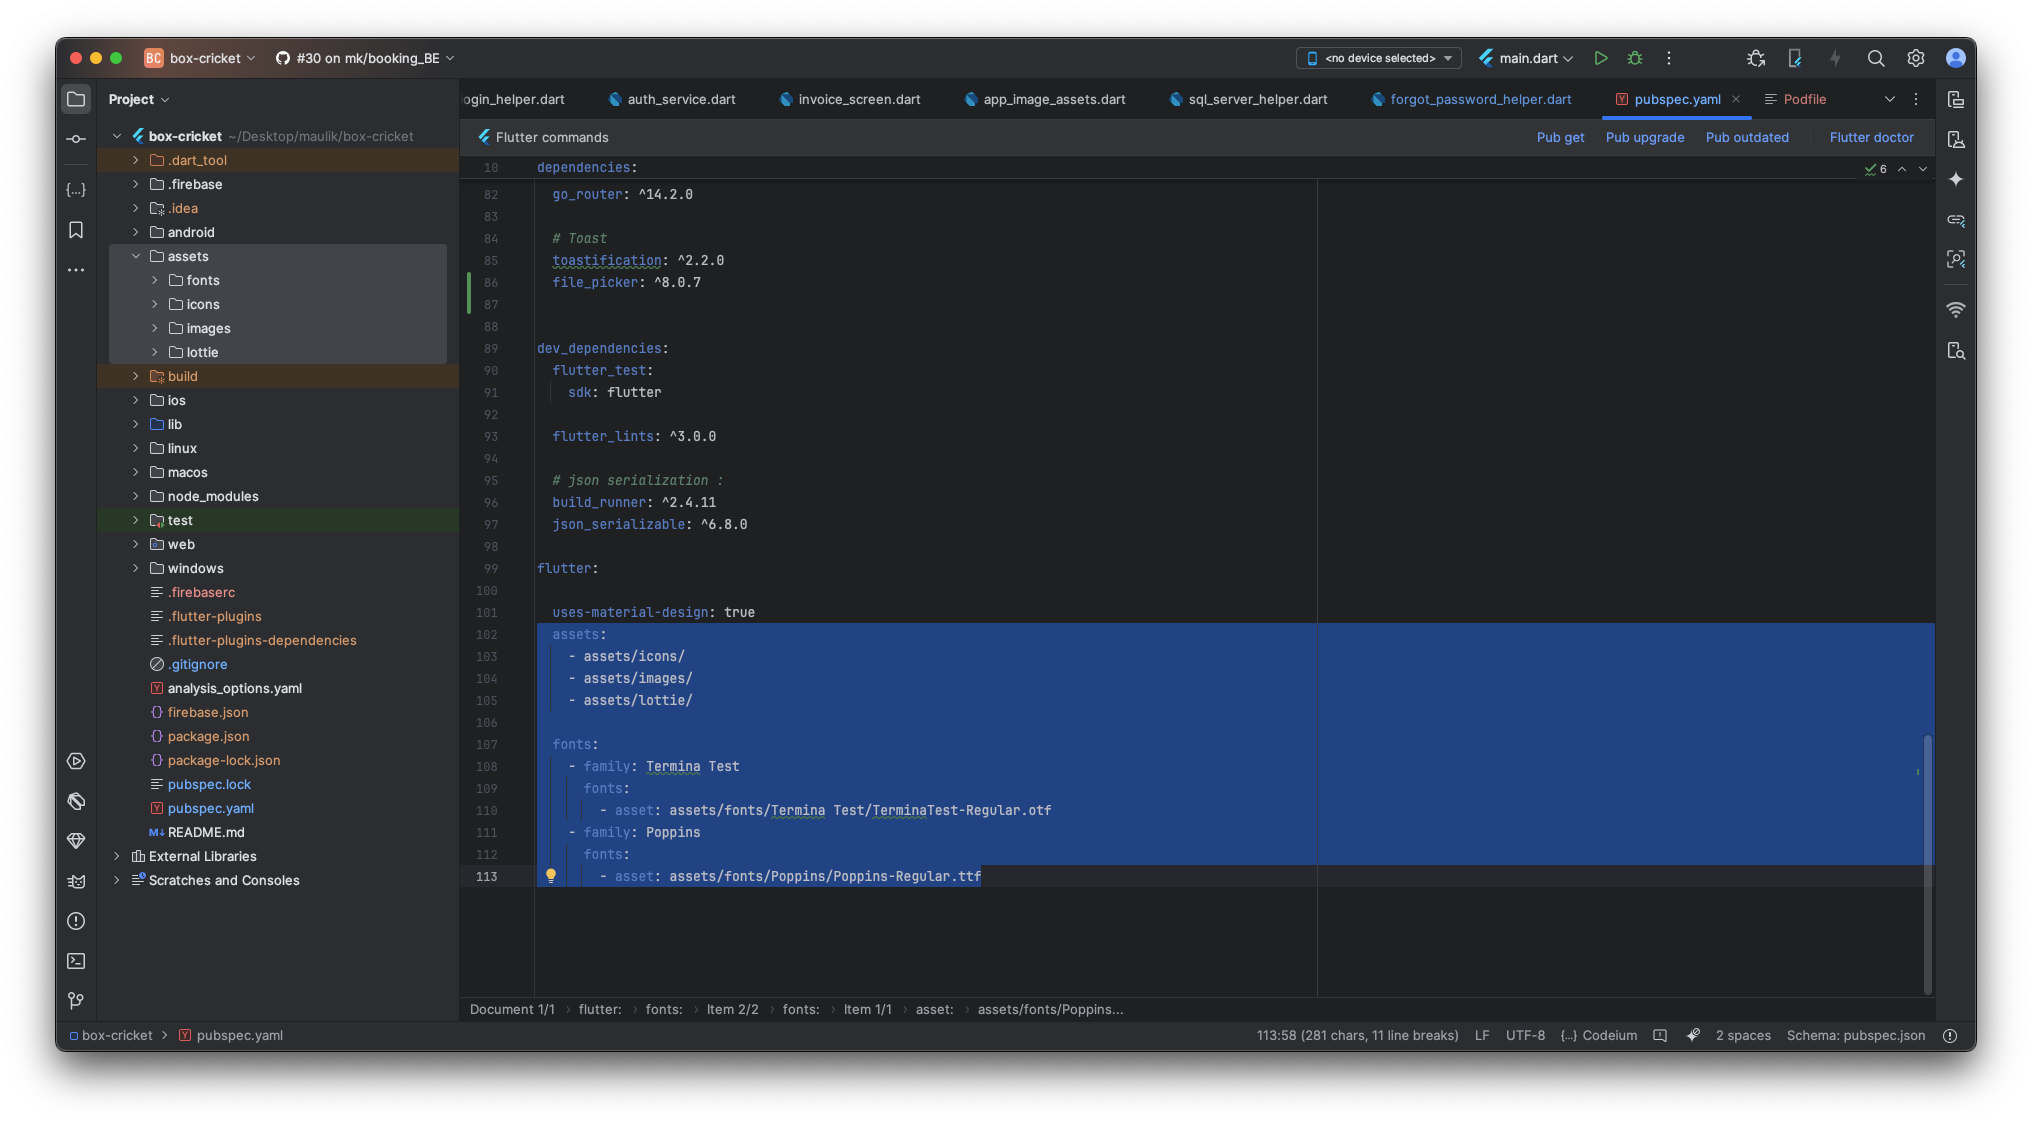 BC box-cricket #30 on mk/booking_BE <no device selected> main.dart
Project
ogin_helper.dart auth_service.dart invoice_screen.dart app_image_assets.dart sql_server_helper.dart forgot_password_helper.dart pubspec.yaml Podfile
Flutter commands Pub get Pub upgrade Pub outdated Flutter doctor
box-cricket ~/Desktop/maulik/box-cricket
.dart_tool
.firebase
.idea
android
assets
fonts
icons
images
lottie
build
ios
lib
linux
macos
node_modules
test
web
windows
.firebaserc
.flutter-plugins
.flutter-plugins-dependencies
.gitignore
analysis_options.yaml
firebase.json
package.json
package-lock.json
pubspec.lock
pubspec.yaml
README.md
External Libraries
Scratches and Consoles
10 dependencies: 6
82 go_router: ^14.2.0
83
84 # Toast
85 toastification: ^2.2.0
86 file_picker: ^8.0.7
87
88
89 dev_dependencies:
90 flutter_test:
91 sdk: flutter
92
93 flutter_lints: ^3.0.0
94
95 # json serialization :
96 build_runner: ^2.4.11
97 json_serializable: ^6.8.0
98
99 flutter:
100
101 uses-material-design: true
102 assets:
103 - assets/icons/
104 - assets/images/
105 - assets/lottie/
106
107 fonts:
108 - family: Termina Test
109 fonts:
110 - asset: assets/fonts/Termina Test/TerminaTest-Regular.otf
111 - family: Poppins
112 fonts:
113 - asset: assets/fonts/Poppins/Poppins-Regular.ttf
Document 1/1 › flutter: › fonts: › Item 2/2 › fonts: › Item 1/1 › asset: › assets/fonts/Poppins...
box-cricket > pubspec.yaml 113:58 (281 chars, 11 line breaks) LF UTF-8 {...} Codeium 2 spaces Schema: pubspec.json